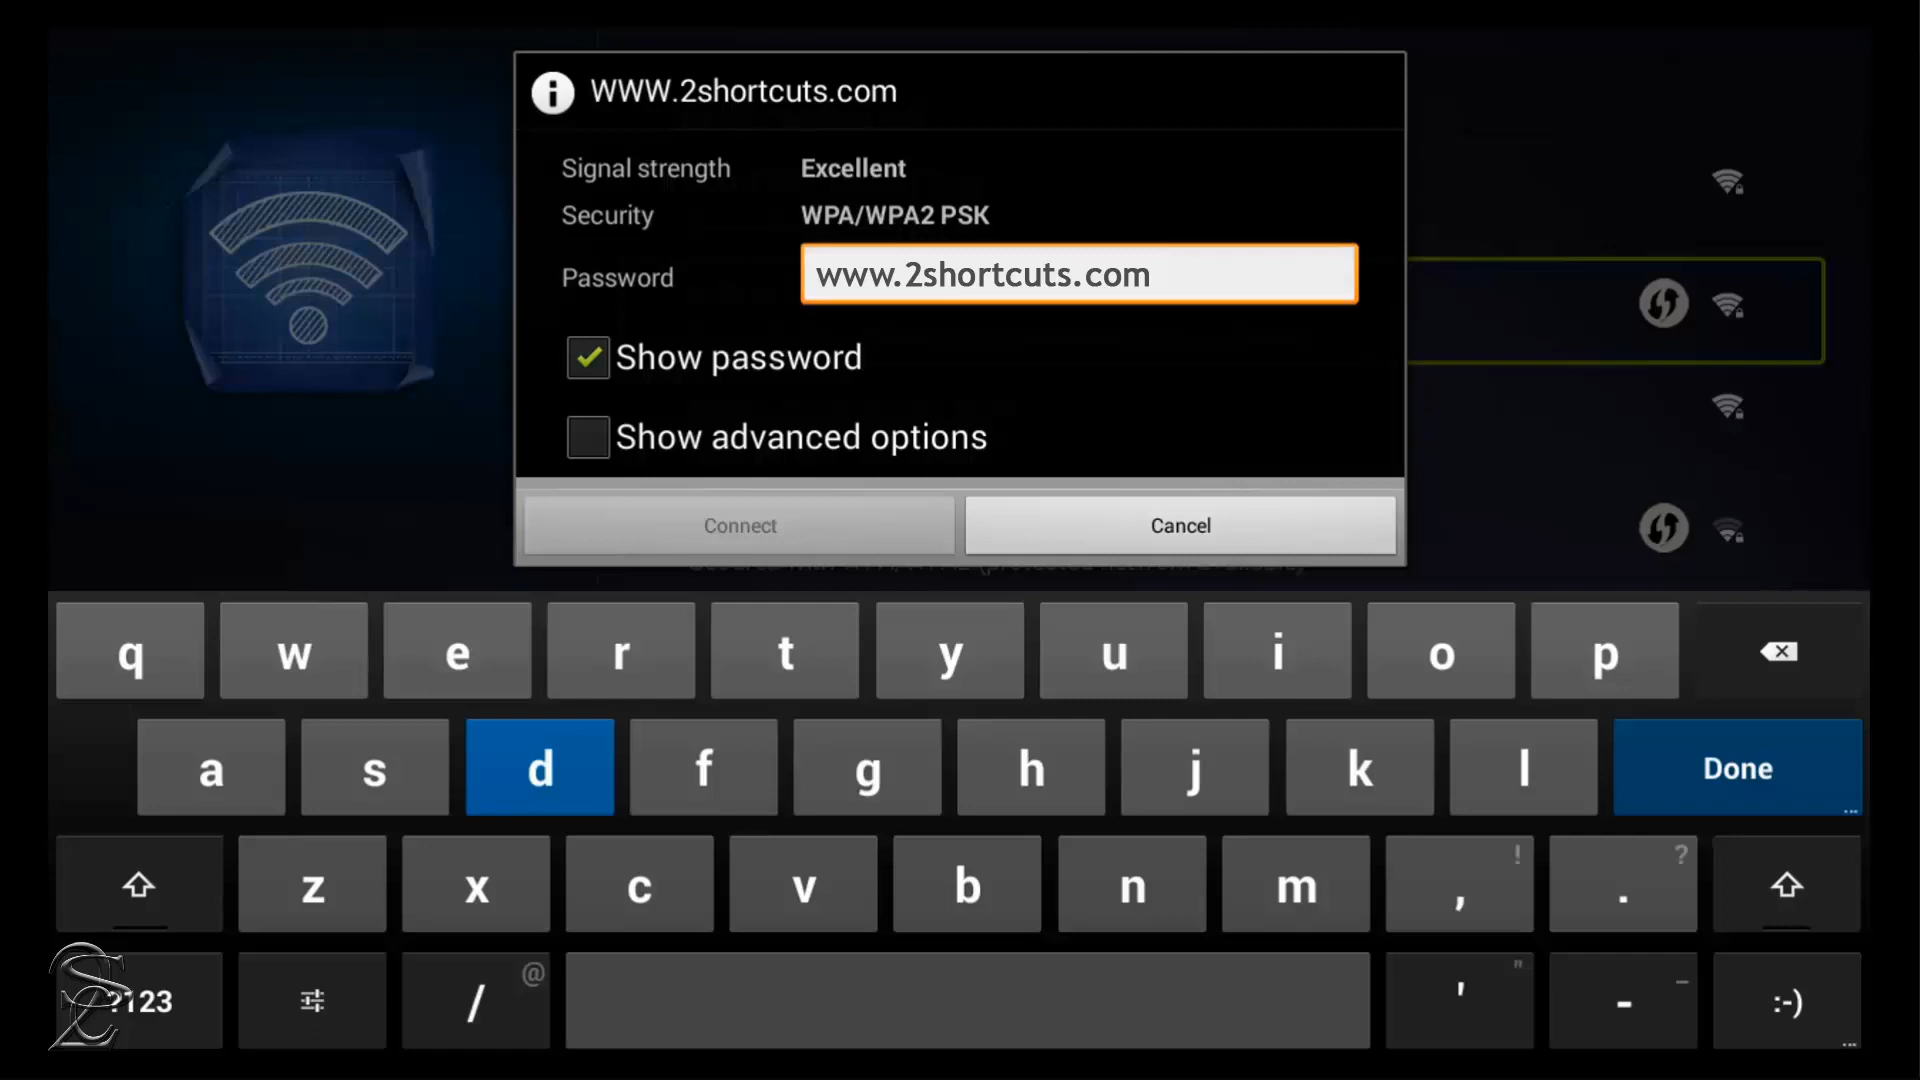 WWW.2shortcuts.com
Signal strength Excellent
Security WPA/WPA2 PSK
Password www.2shortcuts.com
Show password
Show advanced options
Connect Cancel
q w e r t y u i o p
a s d f g h j k l Done
z x c v b n m , ! . ?
?123 / @ ' " - _ :-)